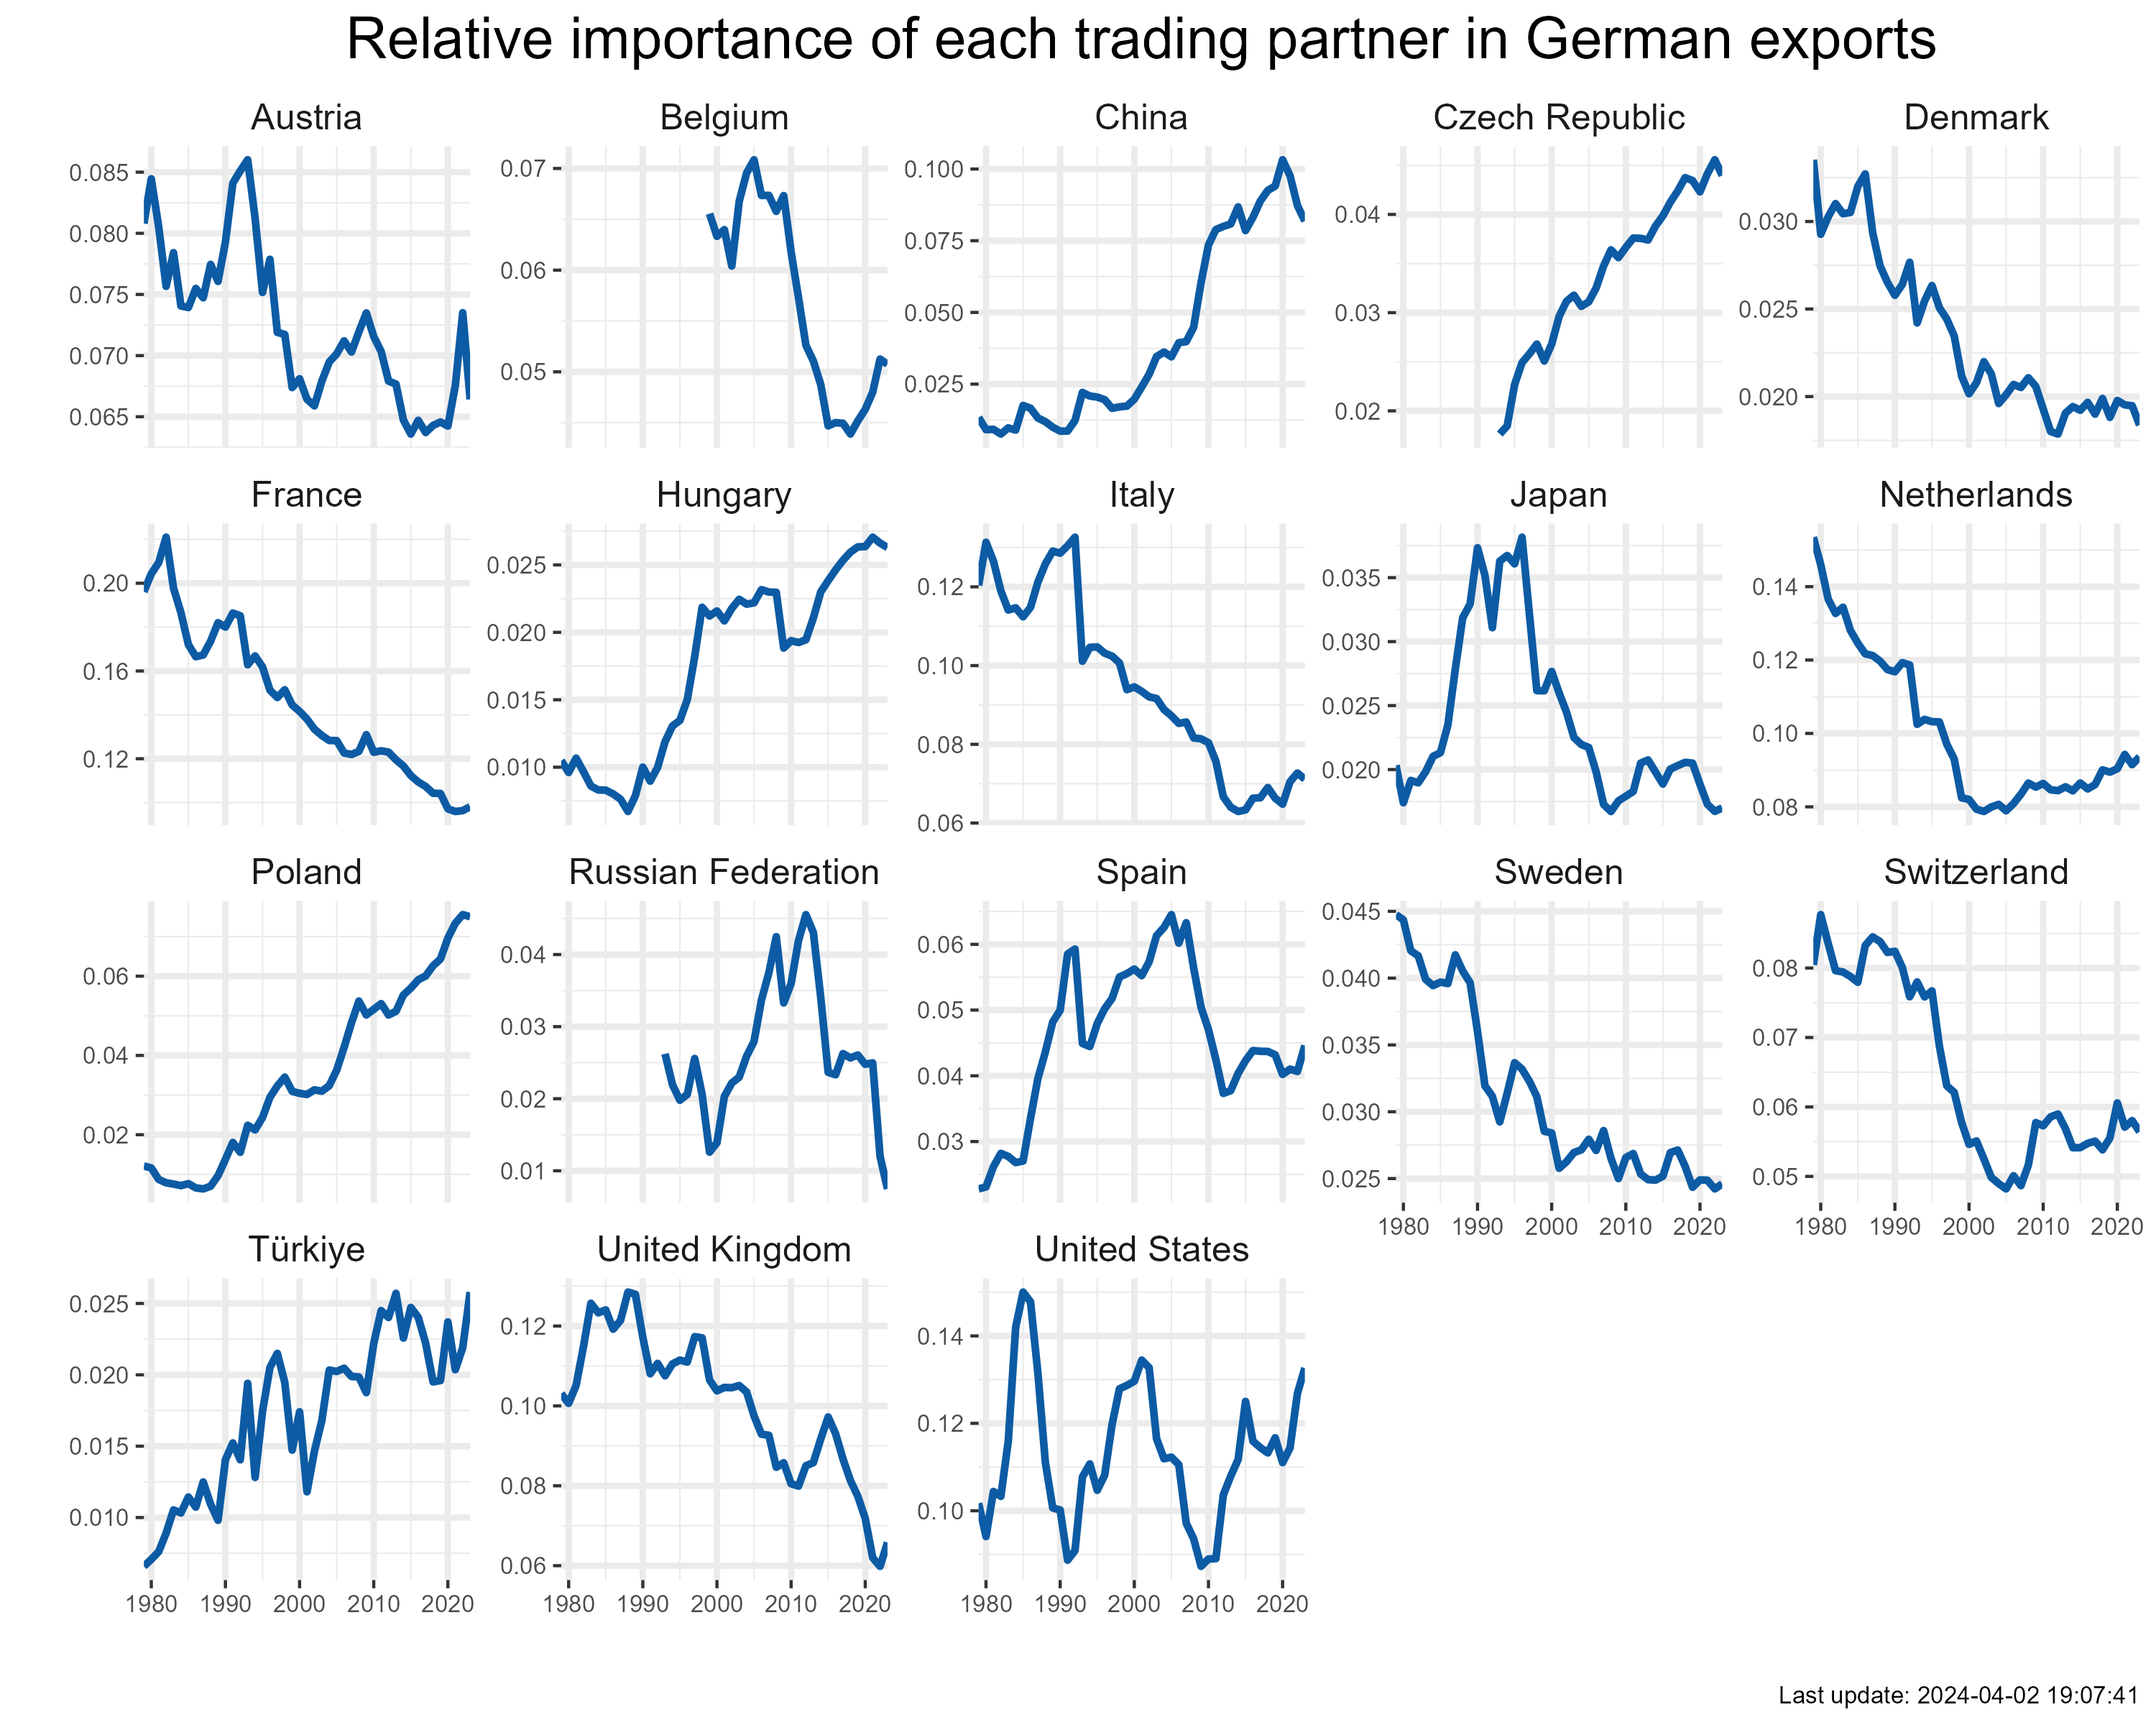 Relative importance of each trading partner in German exports
Austria
Belgium
China
Czech Republic
Denmark
0.085
0.080
0.075
0.070
0.065
0.07
0.06
0.05
0.100
0.075
0.050
0.025
0.04
0.03
0.02
0.030
0.025
0.020
France
Hungary
Italy
Japan
Netherlands
0.20
0.16
0.12
0.025
0.020
0.015
0.010
0.12
0.10
0.08
0.06
0.035
0.030
0.025
0.020
0.14
0.12
0.10
0.08
Poland
Russian Federation
Spain
Sweden
Switzerland
0.06
0.04
0.02
0.04
0.03
0.02
0.01
0.06
0.05
0.04
0.03
0.045
0.040
0.035
0.030
0.025
1980 1990 2000 2010 2020
0.08
0.07
0.06
0.05
1980 1990 2000 2010 2020
Türkiye
United Kingdom
United States
0.025
0.020
0.015
0.010
1980 1990 2000 2010 2020
0.12
0.10
0.08
0.06
1980 1990 2000 2010 2020
0.14
0.12
0.10
1980 1990 2000 2010 2020
Last update: 2024-04-02 19:07:41